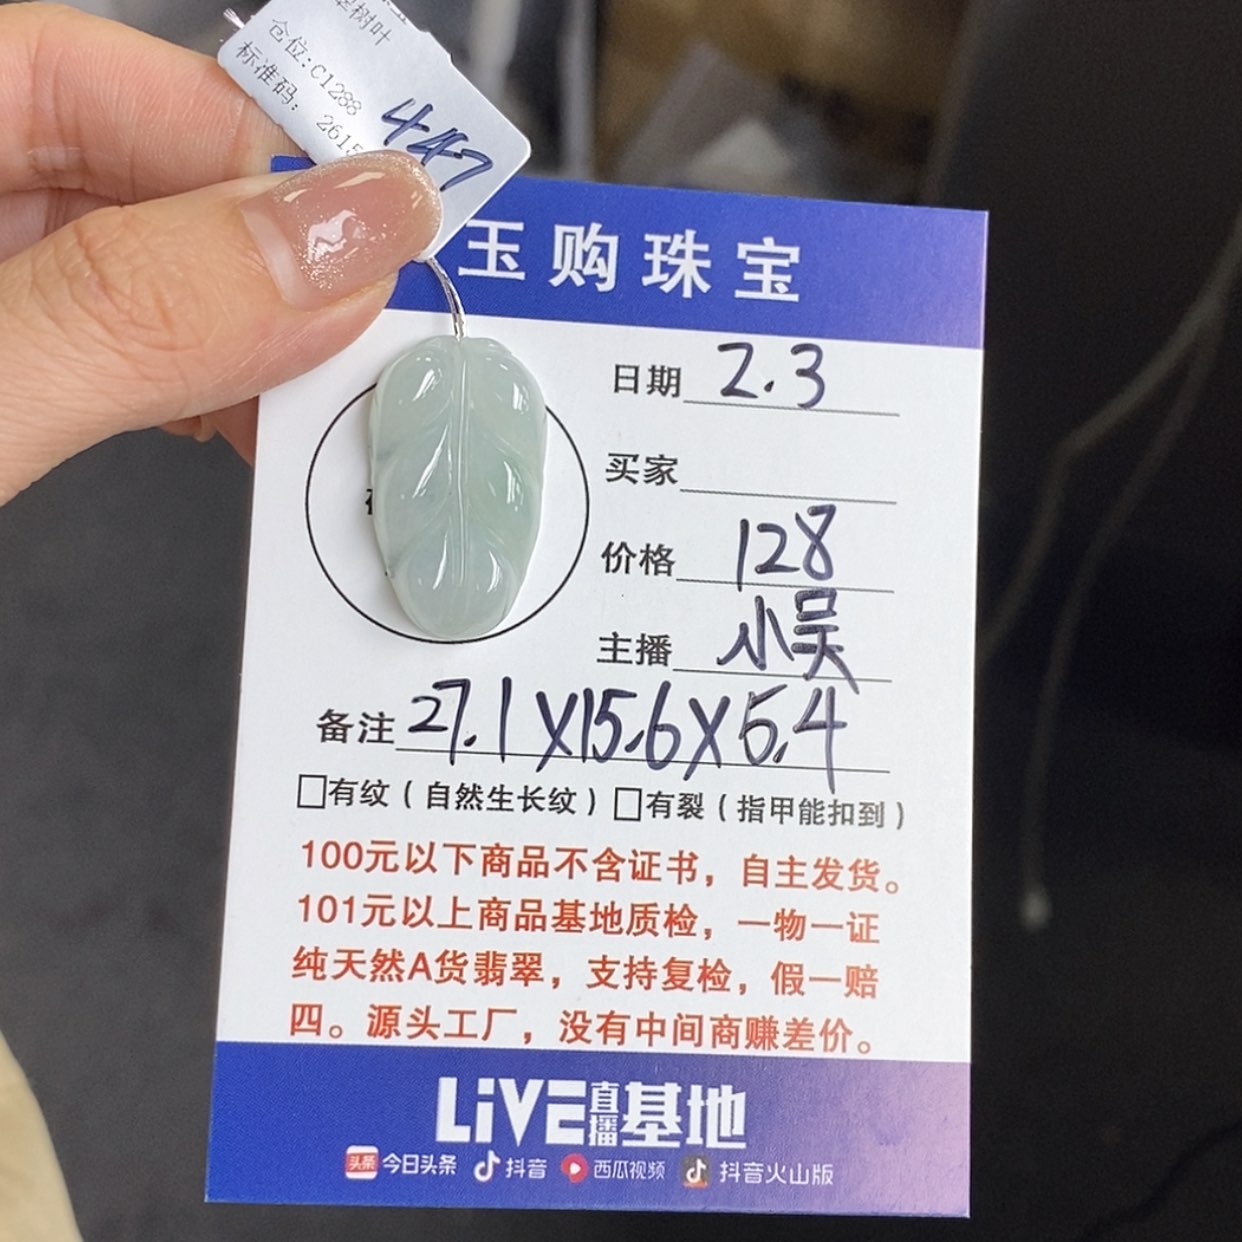 树叶
仓位:C1288
标准码: 2615
447
玉购珠宝
日期 2.3
买家
价格 128
主播 小吴
备注 27.1X15.6X5.4
有纹(自然生长纹) 有裂(指甲能扣到)
100元以下商品不含证书,自主发货。
101元以上商品基地质检,一物一证
纯天然A货翡翠,支持复检,假一赔
四。源头工厂,没有中间商赚差价。
LiVE直播基地
头条 今日头条 抖音 西瓜视频 抖音火山版